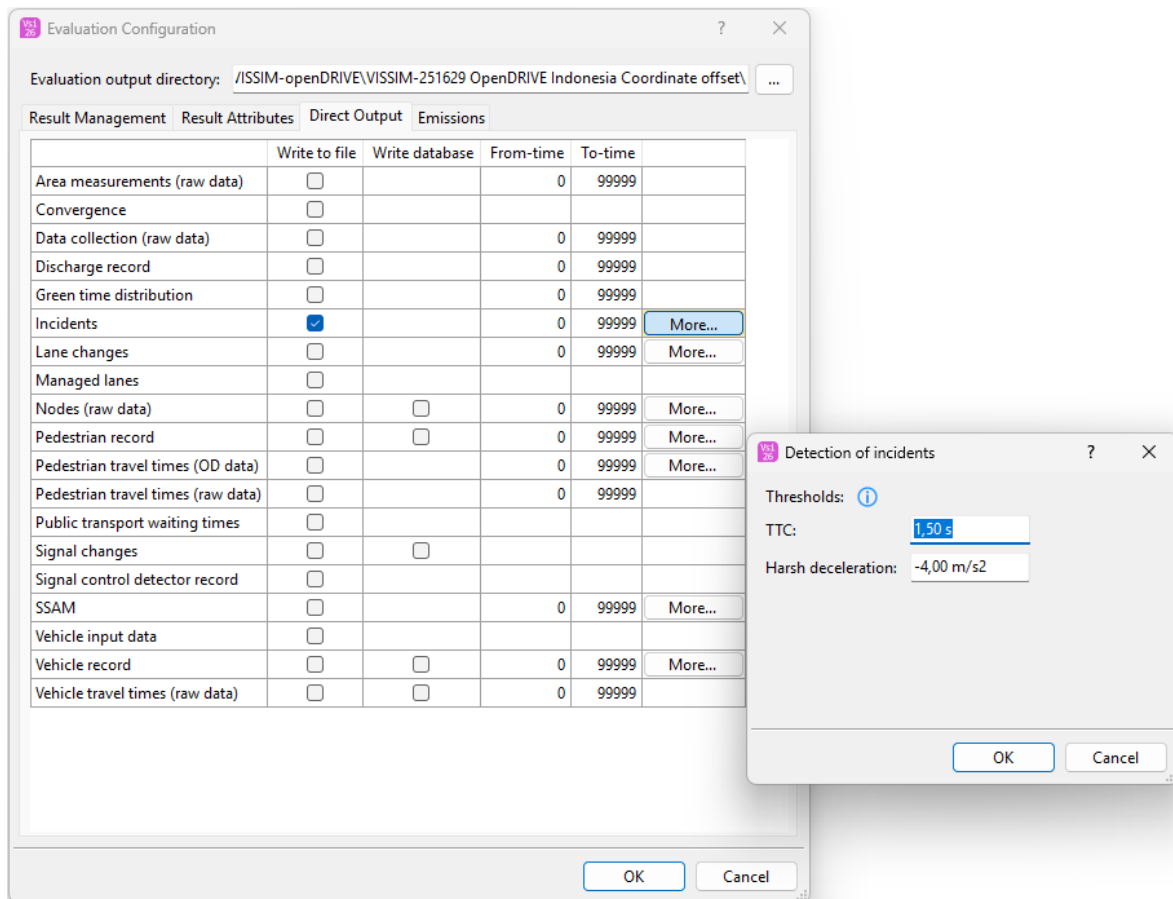 Evaluation Configuration
Evaluation output directory: /ISSIM-openDRIVE\VISSIM-251629 OpenDRIVE Indonesia Coordinate offset\ ...
Result Management Result Attributes Direct Output Emissions
Write to file Write database From-time To-time
Area measurements (raw data) 0 99999
Convergence
Data collection (raw data) 0 99999
Discharge record 0 99999
Green time distribution 0 99999
Incidents 0 99999 More...
Lane changes 0 99999 More...
Managed lanes
Nodes (raw data) 0 99999 More...
Pedestrian record 0 99999 More...
Pedestrian travel times (OD data) 0 99999 More...
Pedestrian travel times (raw data) 0 99999
Public transport waiting times
Signal changes
Signal control detector record
SSAM 0 99999 More...
Vehicle input data
Vehicle record 0 99999 More...
Vehicle travel times (raw data) 0 99999
OK Cancel
Detection of incidents
Thresholds:
TTC: 1,50 s
Harsh deceleration: -4,00 m/s2
OK Cancel